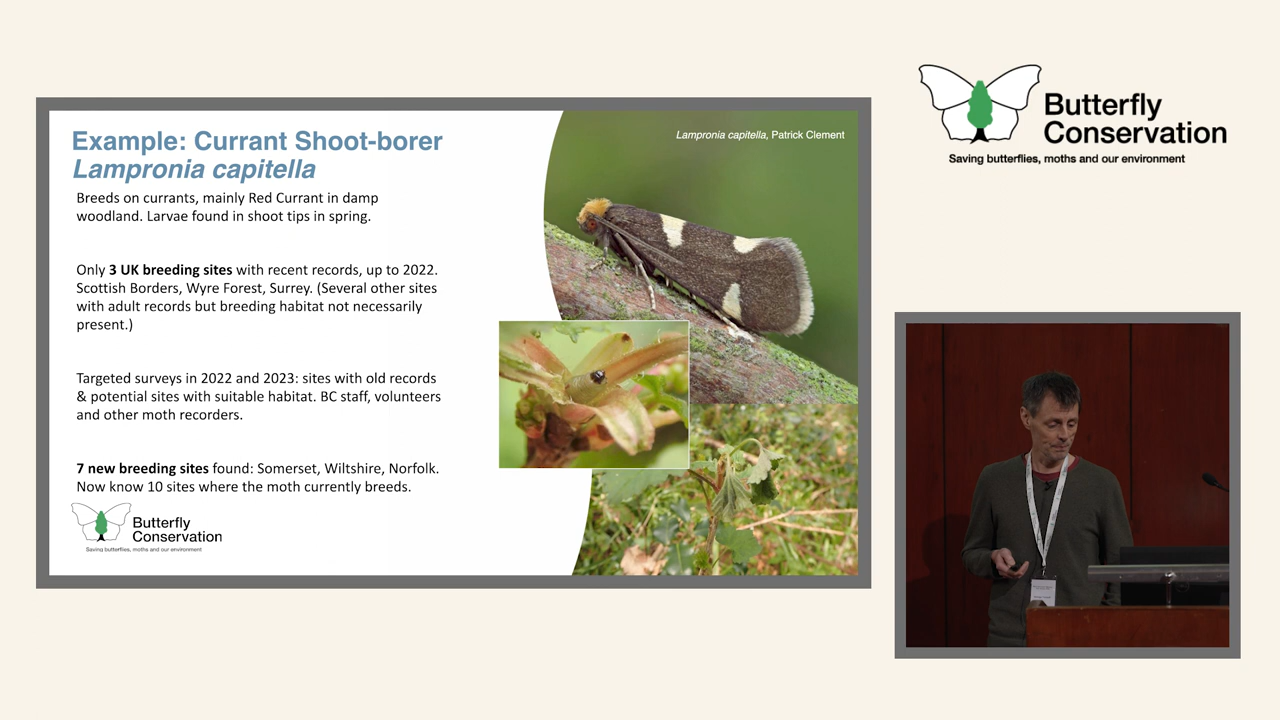 Example: Currant Shoot-borer
Lampronia capitella
Breeds on currants, mainly Red Currant in damp
woodland. Larvae found in shoot tips in spring.
Only 3 UK breeding sites with recent records, up to 2022.
Scottish Borders, Wyre Forest, Surrey. (Several other sites
with adult records but breeding habitat not necessarily
present.)
Targeted surveys in 2022 and 2023: sites with old records
& potential sites with suitable habitat. BC staff, volunteers
and other moth recorders.
7 new breeding sites found: Somerset, Wiltshire, Norfolk.
Now know 10 sites where the moth currently breeds.
Butterfly
Conservation
Saving butterflies, moths and our environment
Lampronia capitella, Patrick Clement
Butterfly
Conservation
Saving butterflies, moths and our environment